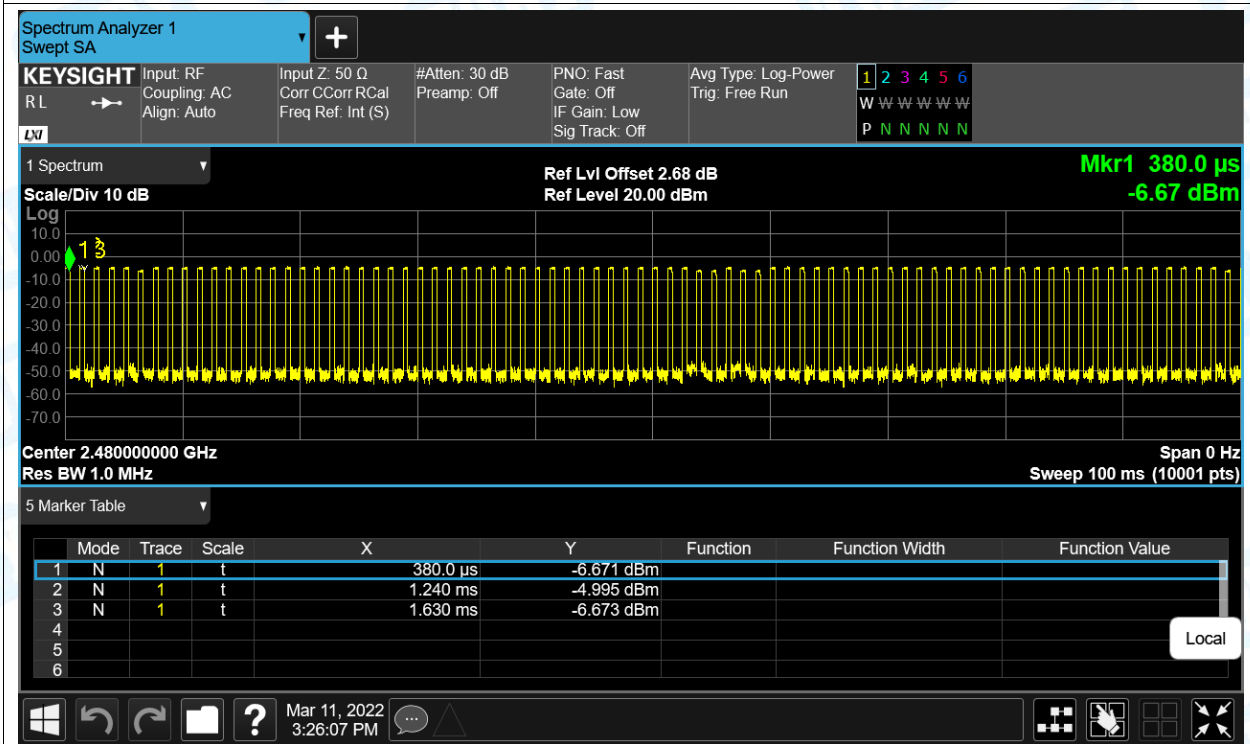 Spectrum Analyzer 1
Swept SA
+
KEYSIGHT
RL
LXI
Input: RF
Coupling: AC
Align: Auto
Input Z: 50 Ω
Corr CCorr RCal
Freq Ref: Int (S)
#Atten: 30 dB
Preamp: Off
PNO: Fast
Gate: Off
IF Gain: Low
Sig Track: Off
Avg Type: Log-Power
Trig: Free Run
1 2 3 4 5 6
W W W W W W
P N N N N N
1 Spectrum
Scale/Div 10 dB
Ref Lvl Offset 2.68 dB
Ref Level 20.00 dBm
Mkr1 380.0 µs
-6.67 dBm
Log
10.0
0.00
-10.0
-20.0
-30.0
-40.0
-50.0
-60.0
-70.0
1 3
Center 2.480000000 GHz
Res BW 1.0 MHz
Span 0 Hz
Sweep 100 ms (10001 pts)
5 Marker Table
Mode Trace Scale X Y Function Function Width Function Value
1 N 1 t 380.0 µs -6.671 dBm
2 N 1 t 1.240 ms -4.995 dBm
3 N 1 t 1.630 ms -6.673 dBm
4
5
6
Local
?
Mar 11, 2022
3:26:07 PM